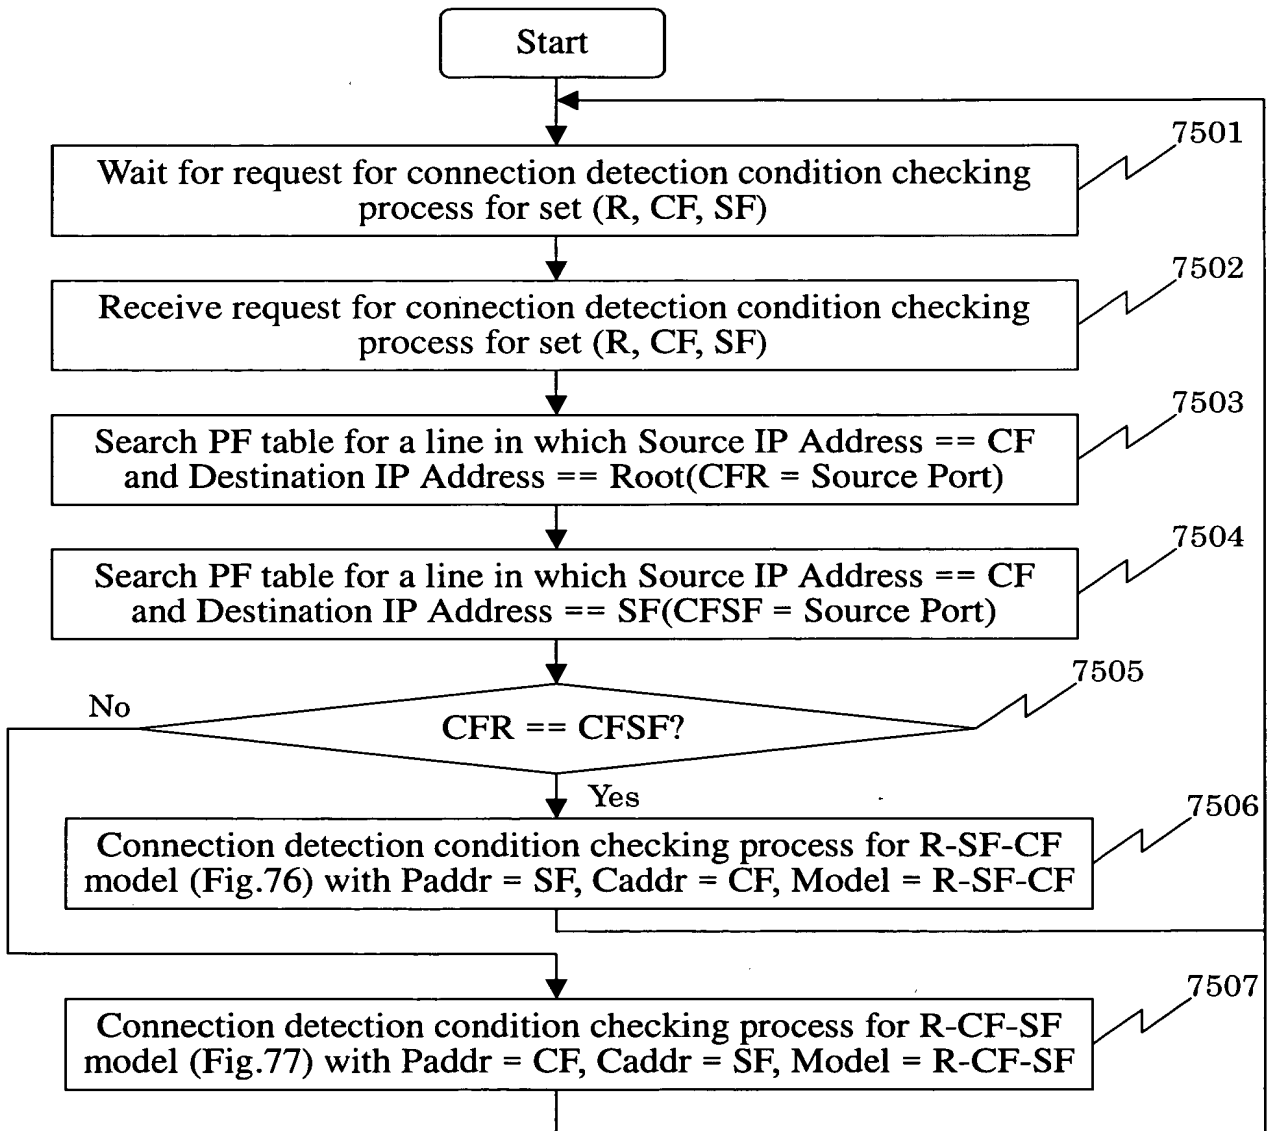 Start
7501
Wait for request for connection detection condition checking
process for set (R, CF, SF)
7502
Receive request for connection detection condition checking
process for set (R, CF, SF)
7503
Search PF table for a line in which Source IP Address == CF
and Destination IP Address == Root(CFR = Source Port)
7504
Search PF table for a line in which Source IP Address == CF
and Destination IP Address == SF(CFSF = Source Port)
7505
No
CFR == CFSF?
Yes
7506
Connection detection condition checking process for R-SF-CF
model (Fig.76) with Paddr = SF, Caddr = CF, Model = R-SF-CF
7507
Connection detection condition checking process for R-CF-SF
model (Fig.77) with Paddr = CF, Caddr = SF, Model = R-CF-SF